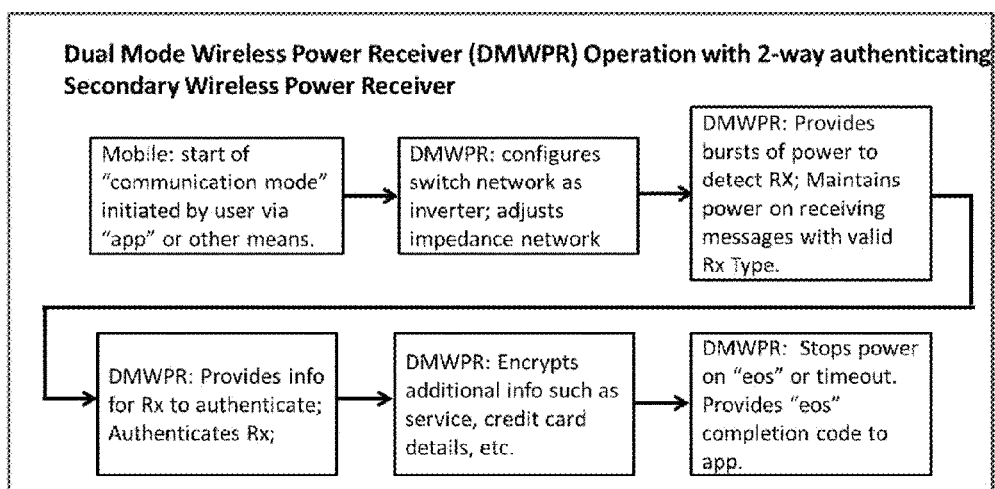 Dual Mode Wireless Power Receiver (DMWPR) Operation with 2-way authenticating
Secondary Wireless Power Receiver
Mobile: start of
“communication mode”
initiated by user via
“app” or other means.
DMWPR: configures
switch network as
inverter; adjusts
impedance network
DMWPR: Provides
bursts of power to
detect RX; Maintains
power on receiving
messages with valid
Rx Type.
DMWPR: Provides info
for Rx to authenticate;
Authenticates Rx;
DMWPR: Encrypts
additional info such as
service, credit card
details, etc.
DMWPR: Stops power
on “eos” or timeout.
Provides “eos”
completion code to
app.